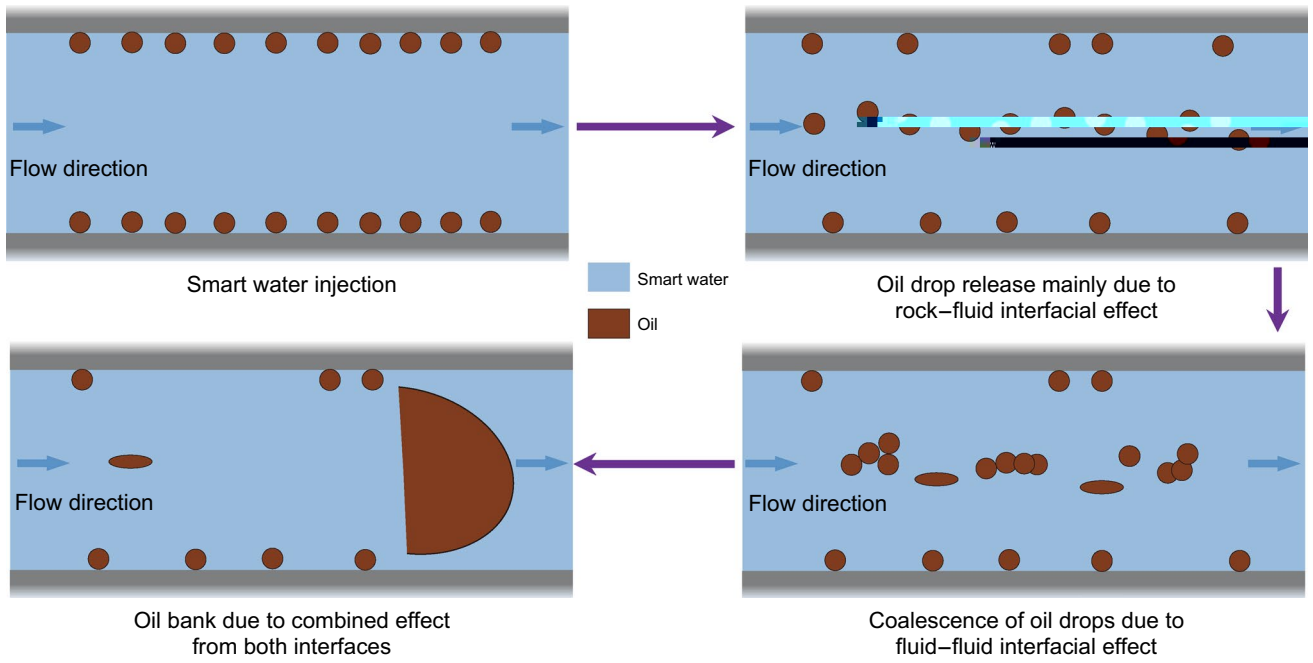 Flow direction
Smart water injection
Flow direction
Oil drop release mainly due to
rock–fluid interfacial effect
Smart water
Oil
Flow direction
Oil bank due to combined effect
from both interfaces
Flow direction
Coalescence of oil drops due to
fluid–fluid interfacial effect